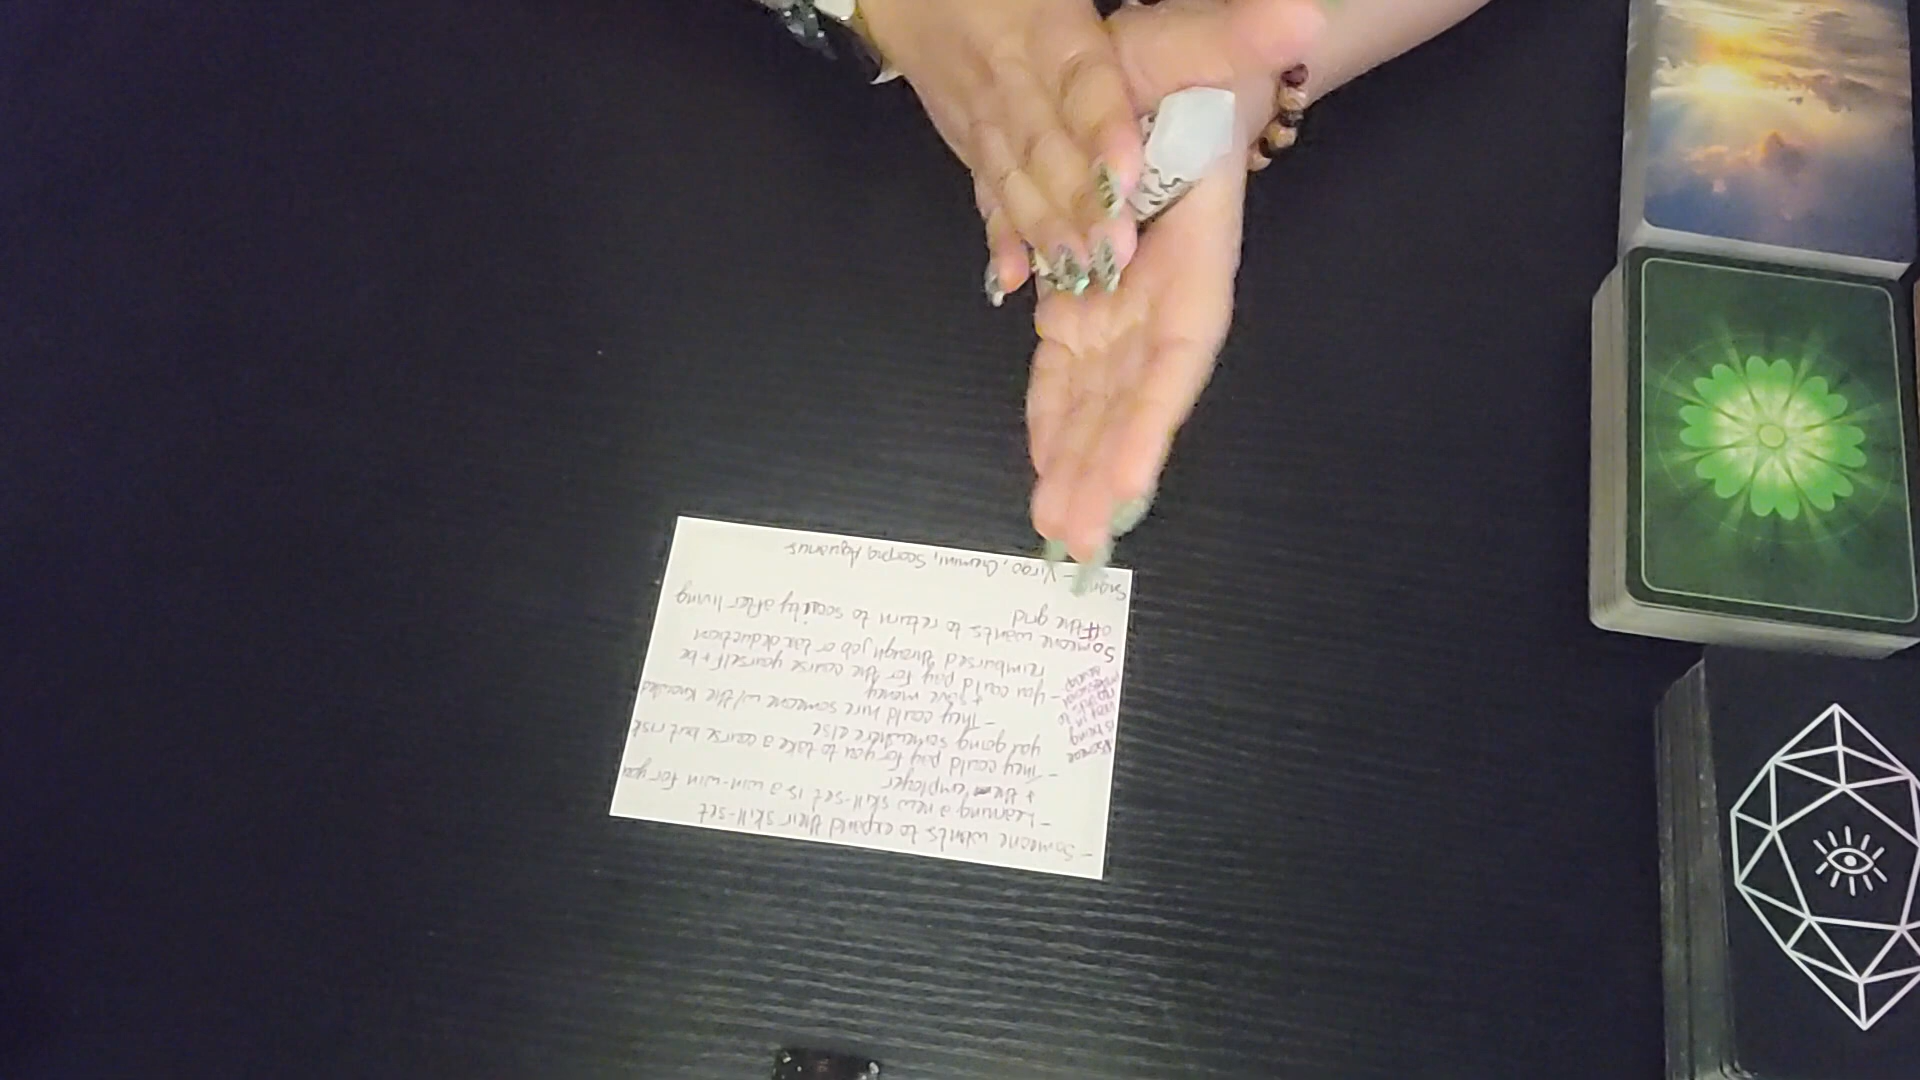 - Someone wants to expand their skill-set
- Learning a new skill-set is a win-win for you
+ the employer
- They could pay for you to take a course but risk
you going somewhere else
- They could hire someone w/ the
+ save money
- you could pay for the course yourself + be
reimbursed through job or tax deduction
Someone wants to return to society after living
off the grid
- Virgo, Gemini, Scorpio Aquarius
Someone
is being